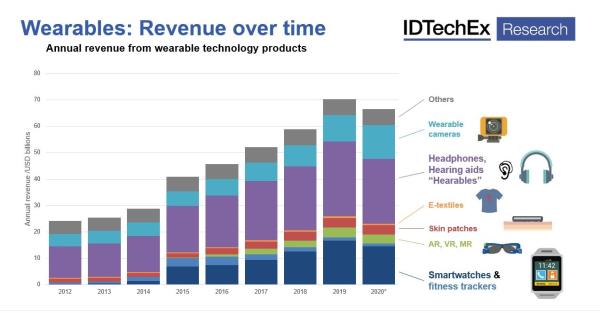 Wearables: Revenue over time
IDTechEx Research
Annual revenue from wearable technology products
Annual revenue /USD billions
80
70
60
50
40
30
20
10
0
2012 2013 2014 2015 2016 2017 2018 2019 2020*
Others
Wearable
cameras
Headphones,
Hearing aids
"Hearables"
E-textiles
Skin patches
AR, VR, MR
Smartwatches &
fitness trackers
11:42